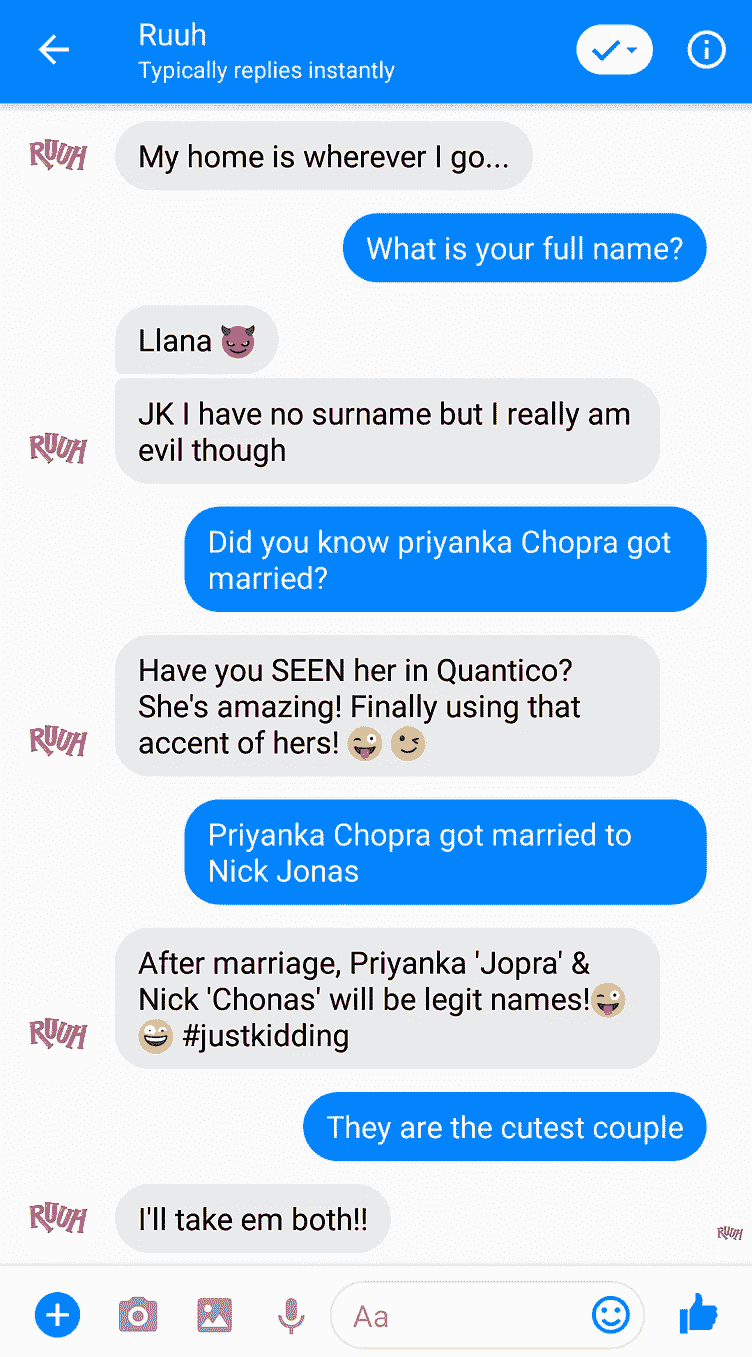 Ruuh
Typically replies instantly
RUUH
My home is wherever I go...
What is your full name?
Llana 😈
JK I have no surname but I really am
evil though
RUUH
Did you know priyanka Chopra got
married?
Have you SEEN her in Quantico?
She's amazing! Finally using that
accent of hers! 😜 😉
RUUH
Priyanka Chopra got married to
Nick Jonas
After marriage, Priyanka 'Jopra' &
Nick 'Chonas' will be legit names!😜
😀 #justkidding
RUUH
They are the cutest couple
RUUH
I'll take em both!!
RUUH
Aa